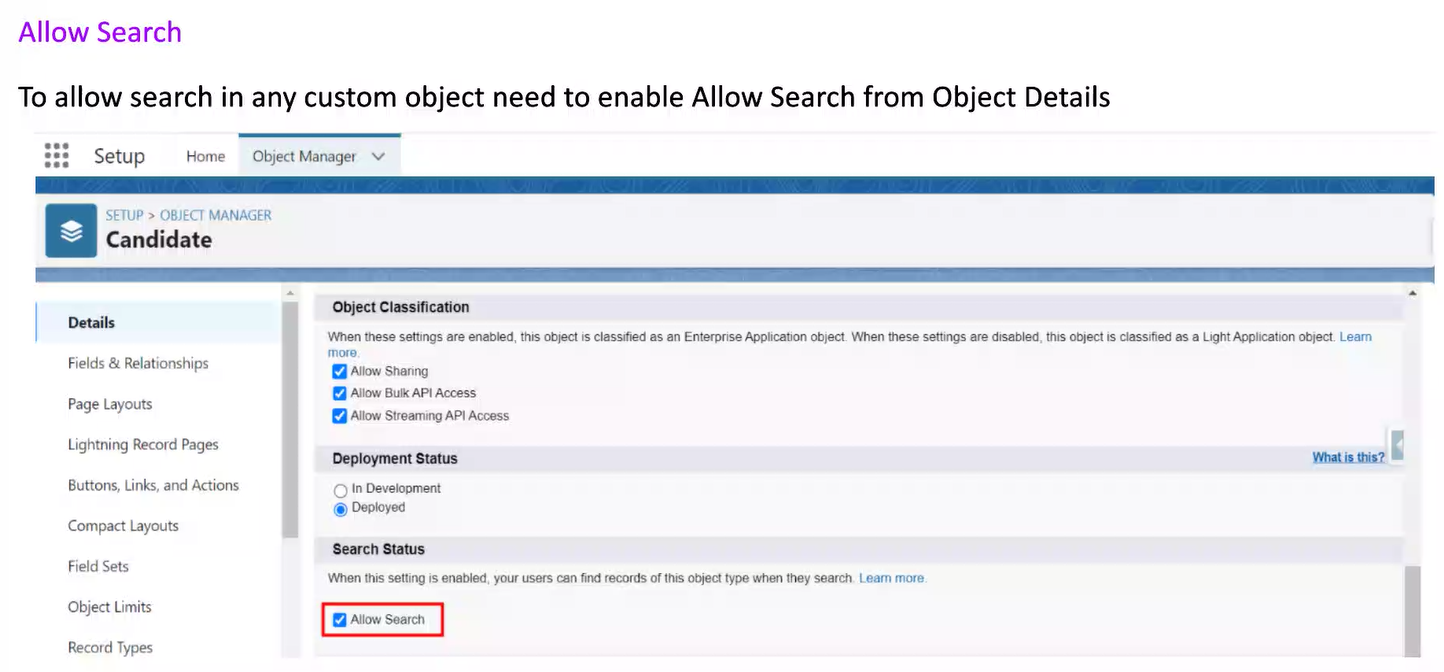 Allow Search
To allow search in any custom object need to enable Allow Search from Object Details
Setup Home Object Manager
SETUP > OBJECT MANAGER
Candidate
Details
Fields & Relationships
Page Layouts
Lightning Record Pages
Buttons, Links, and Actions
Compact Layouts
Field Sets
Object Limits
Record Types
Object Classification
When these settings are enabled, this object is classified as an Enterprise Application object. When these settings are disabled, this object is classified as a Light Application object. Learn
more.
Allow Sharing
Allow Bulk API Access
Allow Streaming API Access
Deployment Status What is this?
In Development
Deployed
Search Status
When this setting is enabled, your users can find records of this object type when they search. Learn more.
Allow Search